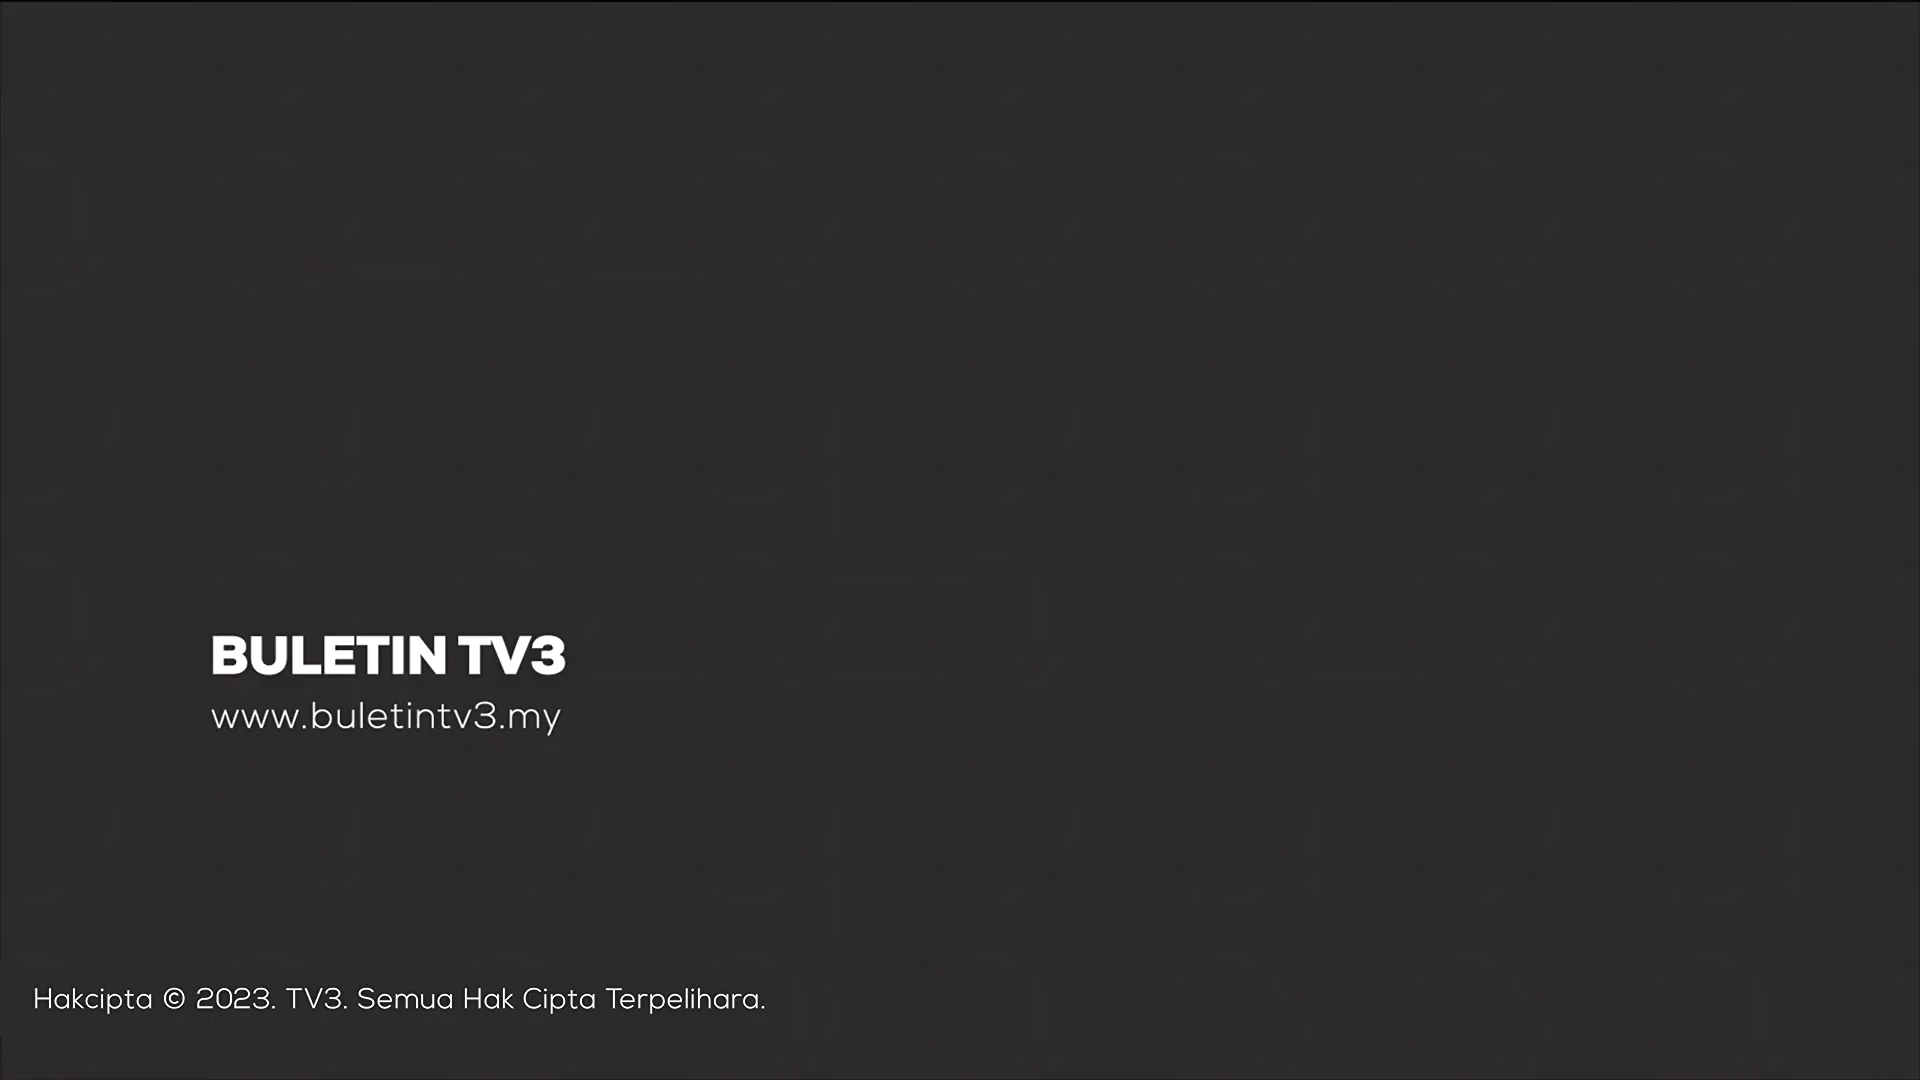 BULETIN TV3
www.buletintv3.my
Hakcipta © 2023. TV3. Semua Hak Cipta Terpelihara.